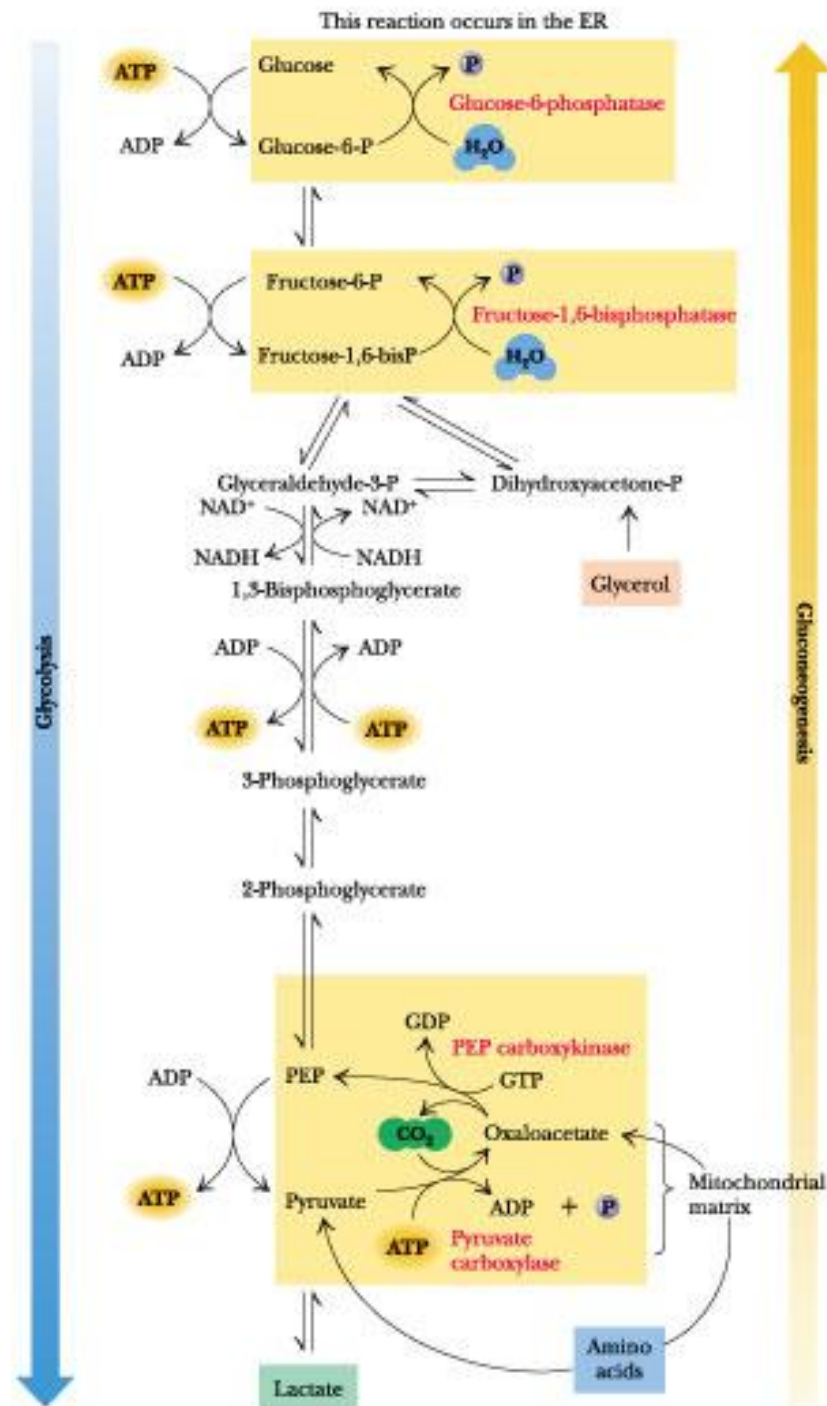 This reaction occurs in the ER
ATP
Glucose
P
Glucose-6-phosphatase
ADP
Glucose-6-P
H₂O
ATP
Fructose-6-P
P
Fructose-1,6-bisphosphatase
ADP
Fructose-1,6-bisP
H₂O
Glyceraldehyde-3-P
Dihydroxyacetone-P
NAD⁺
NAD⁺
NADH
NADH
Glycerol
1,3-Bisphosphoglycerate
ADP
ADP
ATP
ATP
Glycolysis
Gluconeogenesis
3-Phosphoglycerate
2-Phosphoglycerate
GDP
PEP carboxykinase
ADP
PEP
GTP
CO₂
Oxaloacetate
Mitochondrial
matrix
ATP
Pyruvate
ADP + P
ATP
Pyruvate
carboxylase
Amino
acids
Lactate